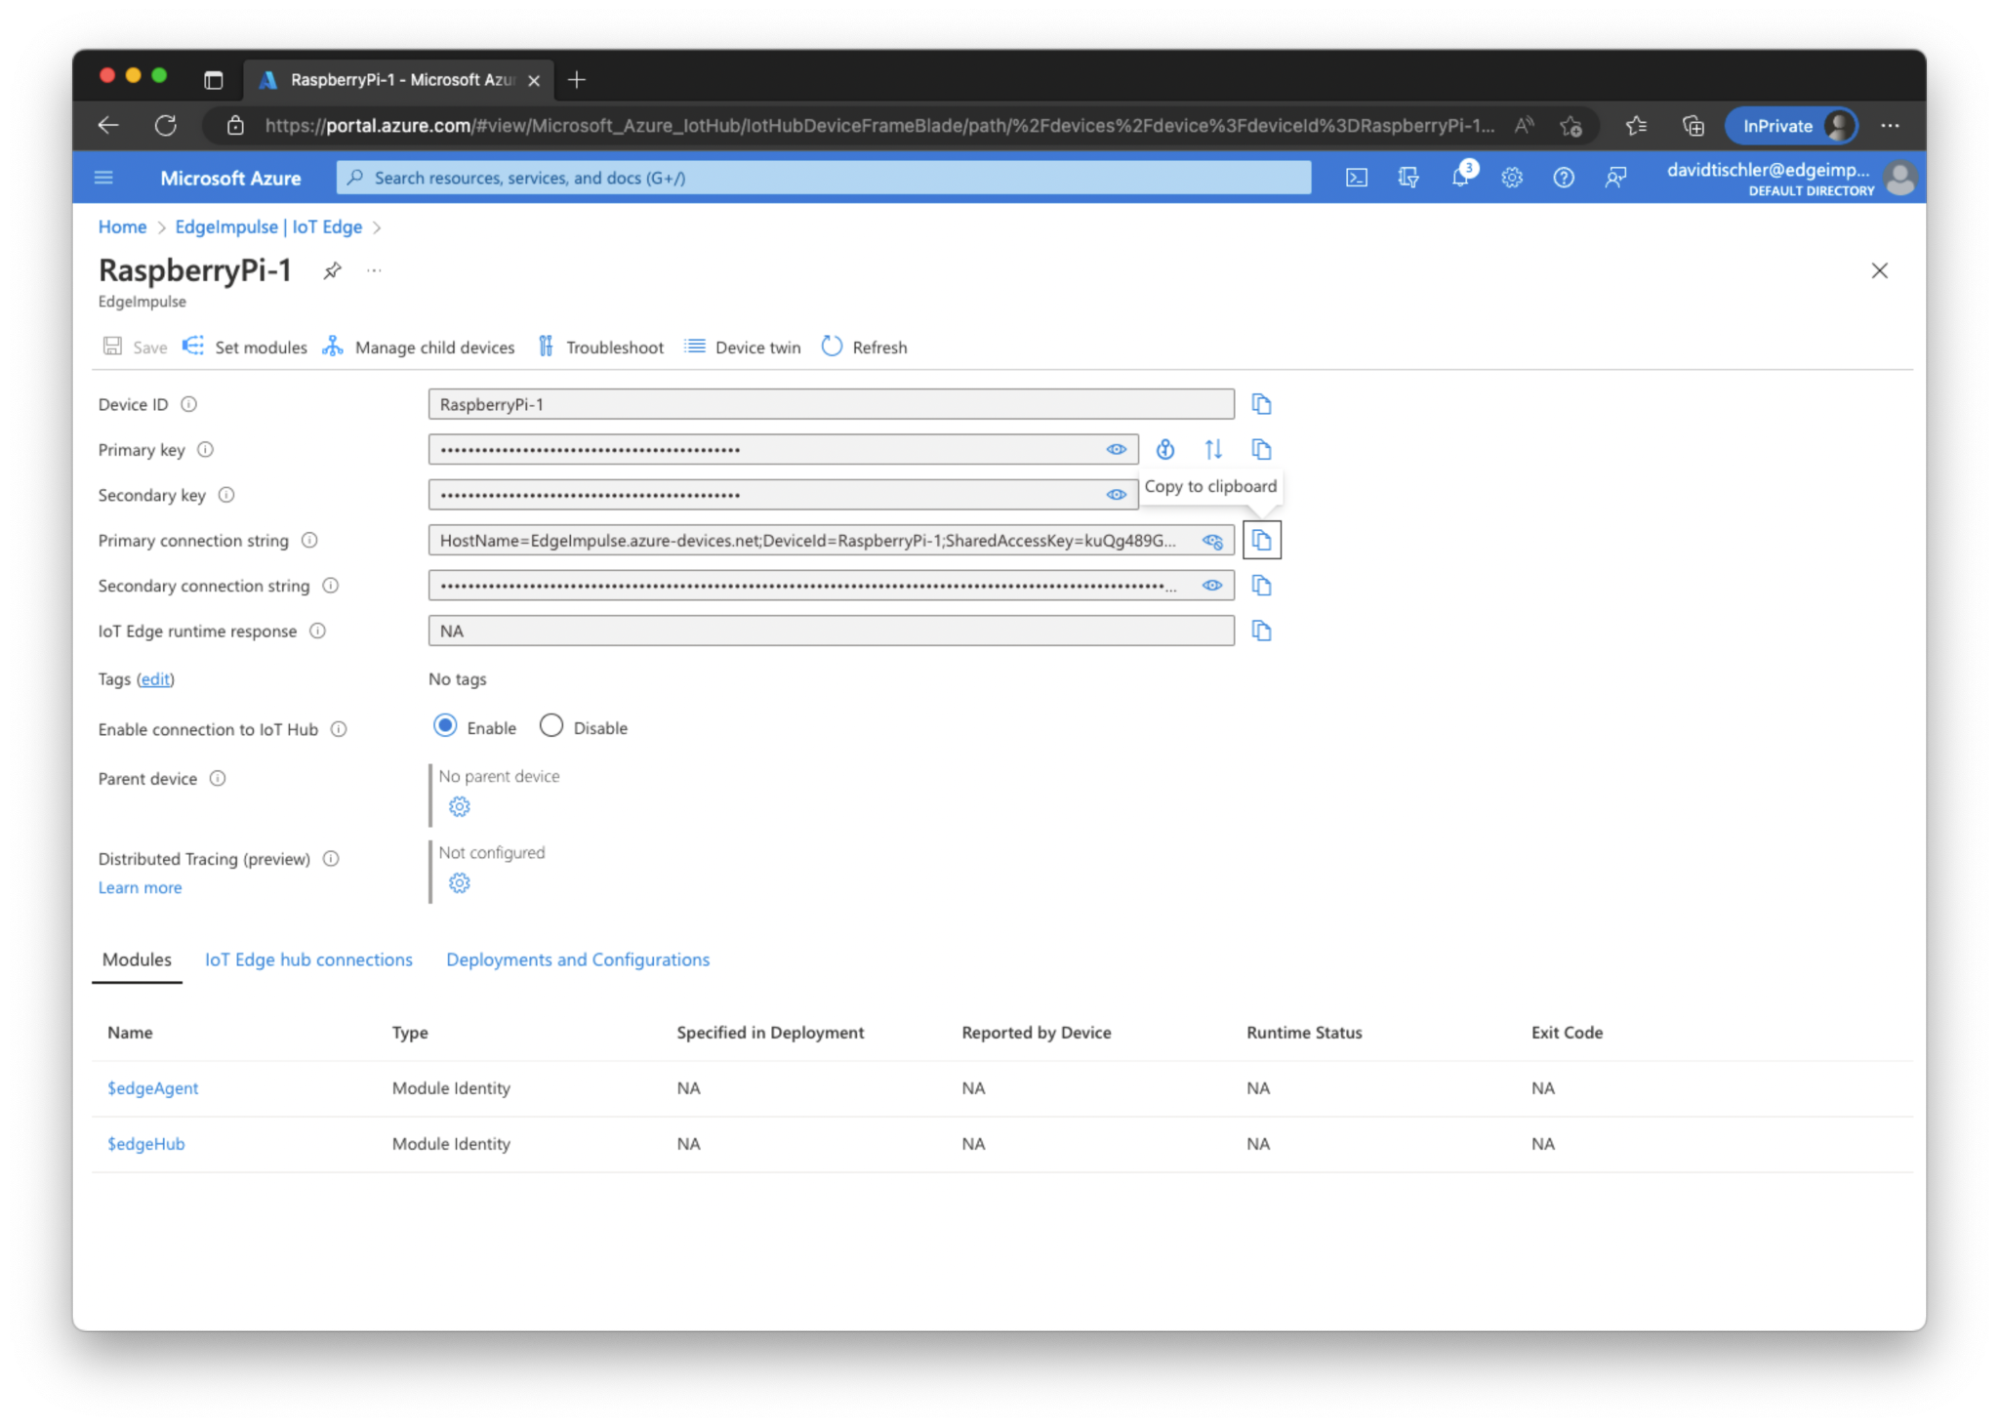 RaspberryPi-1 - Microsoft Azu
https://portal.azure.com/#view/Microsoft_Azure_IotHub/IotHubDeviceFrameBlade/path/%2Fdevices%2Fdevice%3FdeviceId%3DRaspberryPi-1...
InPrivate
Microsoft Azure
Search resources, services, and docs (G+/)
3
davidtischler@edgeimp...
DEFAULT DIRECTORY
Home > EdgeImpulse | IoT Edge >
RaspberryPi-1
EdgeImpulse
Save Set modules Manage child devices Troubleshoot Device twin Refresh
Device ID RaspberryPi-1
Primary key
Copy to clipboard
Secondary key
Primary connection string HostName=EdgeImpulse.azure-devices.net;DeviceId=RaspberryPi-1;SharedAccessKey=kuQg489G...
Secondary connection string
IoT Edge runtime response NA
Tags (edit) No tags
Enable connection to IoT Hub Enable Disable
Parent device No parent device
Distributed Tracing (preview) Not configured
Learn more
Modules IoT Edge hub connections Deployments and Configurations
Name Type Specified in Deployment Reported by Device Runtime Status Exit Code
$edgeAgent Module Identity NA NA NA NA
$edgeHub Module Identity NA NA NA NA